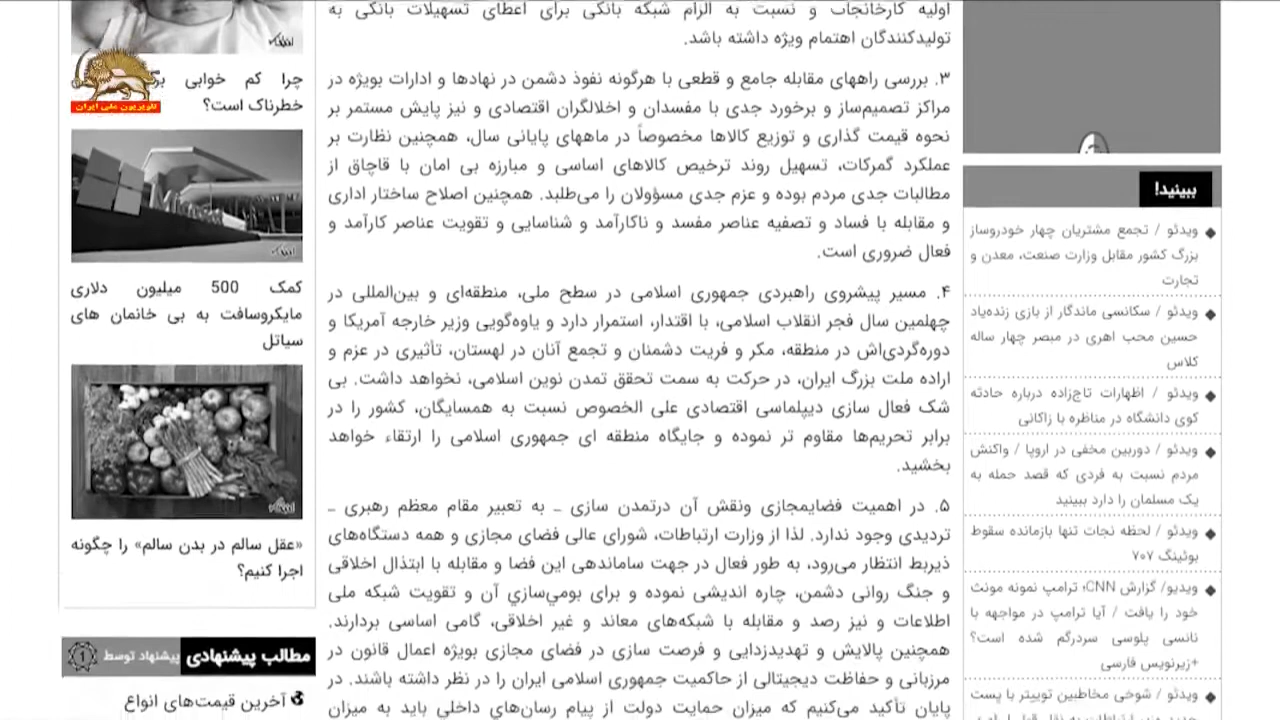 اولیه کارخانجات و نسبت به الزام شبکه بانکی برای اعطای تسهیلات بانکی به
تولیدکنندگان اهتمام ویژه داشته باشد.
۳. بررسی راههای مقابله جامع و قطعی با هرگونه نفوذ دشمن در نهادها و ادارات بویژه در
مراکز تصمیم‌ساز و برخورد جدی با مفسدان و اخلالگران اقتصادی و نیز پایش مستمر بر
نحوه قیمت گذاری و توزیع کالاها مخصوصاً در ماههای پایانی سال، همچنین نظارت بر
عملکرد گمرکات، تسهیل روند ترخیص کالاهای اساسی و مبارزه بی امان با قاچاق از
مطالبات جدی مردم بوده و عزم جدی مسؤولان را می‌طلبد. همچنین اصلاح ساختار اداری
و مقابله با فساد و تصفیه عناصر مفسد و ناکارآمد و شناسایی و تقویت عناصر کارآمد و
فعال ضروری است.
۴. مسیر پیشروی راهبردی جمهوری اسلامی در سطح ملی، منطقه‌ای و بین‌المللی در
چهلمین سال فجر انقلاب اسلامی، با اقتدار، استمرار دارد و یاوه‌گویی وزیر خارجه آمریکا و
دوره‌گردی‌اش در منطقه، مکر و فریت دشمنان و تجمع آنان در لهستان، تأثیری در عزم و
اراده ملت بزرگ ایران، در حرکت به سمت تحقق تمدن نوین اسلامی، نخواهد داشت. بی
شک فعال سازی دیپلماسی اقتصادی علی الخصوص نسبت به همسایگان، کشور را در
برابر تحریم‌ها مقاوم تر نموده و جایگاه منطقه ای جمهوری اسلامی را ارتقاء خواهد
بخشید.
۵. در اهمیت فضایمجازی ونقش آن درتمدن سازی ـ به تعبیر مقام معظم رهبری ـ
تردیدی وجود ندارد. لذا از وزارت ارتباطات، شورای عالی فضای مجازی و همه دستگاه‌های
ذیربط انتظار می‌رود، به طور فعال در جهت ساماندهی این فضا و مقابله با ابتذال اخلاقی
و جنگ روانی دشمن، چاره اندیشی نموده و برای بومي‌سازي آن و تقویت شبکه ملی
اطلاعات و نیز رصد و مقابله با شبکه‌های معاند و غیر اخلاقی، گامی اساسی بردارند.
همچنین پالایش و تهدیدزدایی و فرصت سازی در فضای مجازی بویژه اعمال قانون در
مرزبانی و حفاظت دیجیتالی از حاکمیت جمهوری اسلامی ایران را در نظر داشته باشند. در
پایان تأکید می‌کنیم که میزان حمایت دولت از پیام رسان‌هاي داخلي باید به میزان
ببینید!
ویدئو / تجمع مشتریان چهار خودروساز
بزرگ کشور مقابل وزارت صنعت، معدن و
تجارت
ویدئو / سکانسی ماندگار از بازی زنده‌یاد
حسین محب اهری در مبصر چهار ساله
کلاس
ویدئو / اظهارات تاج‌زاده درباره حادثه
کوی دانشگاه در مناظره با زاکانی
ویدئو / دوربین مخفی در اروپا / واکنش
مردم نسبت به فردی که قصد حمله به
یک مسلمان را دارد ببینید
ویدئو / لحظه نجات تنها بازمانده سقوط
بوئینگ ۷۰۷
ویدیو/ گزارش CNN؛ ترامپ نمونه مونث
خود را یافت / آیا ترامپ در مواجهه با
نانسی پلوسی سردرگم شده است؟
+زیرنویس فارسی
ویدئو / شوخی مخاطبین توییتر با پست
چرا کم خوابی
خطرناک است؟
تلویزیون ملی ایران
کمک 500 میلیون دلاری
مایکروسافت به بی خانمان های
سیاتل
«عقل سالم در بدن سالم» را چگونه
اجرا کنیم؟
مطالب پیشنهادی پیشنهاد توسط
آخرین قیمت‌های انواع